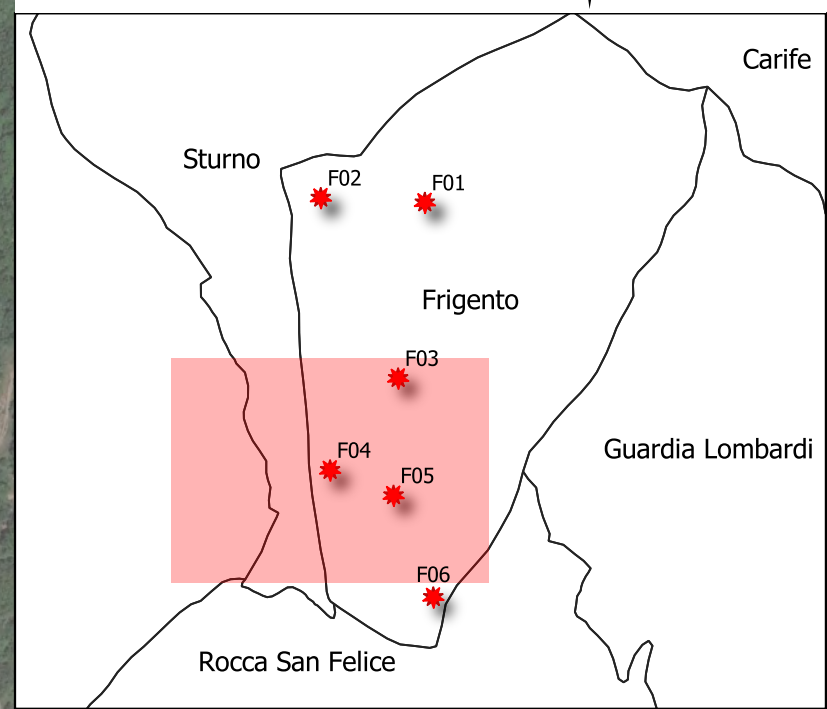 Carife
Sturno
F02
F01
Frigento
F03
Guardia Lombardi
F04
F05
F06
Rocca San Felice